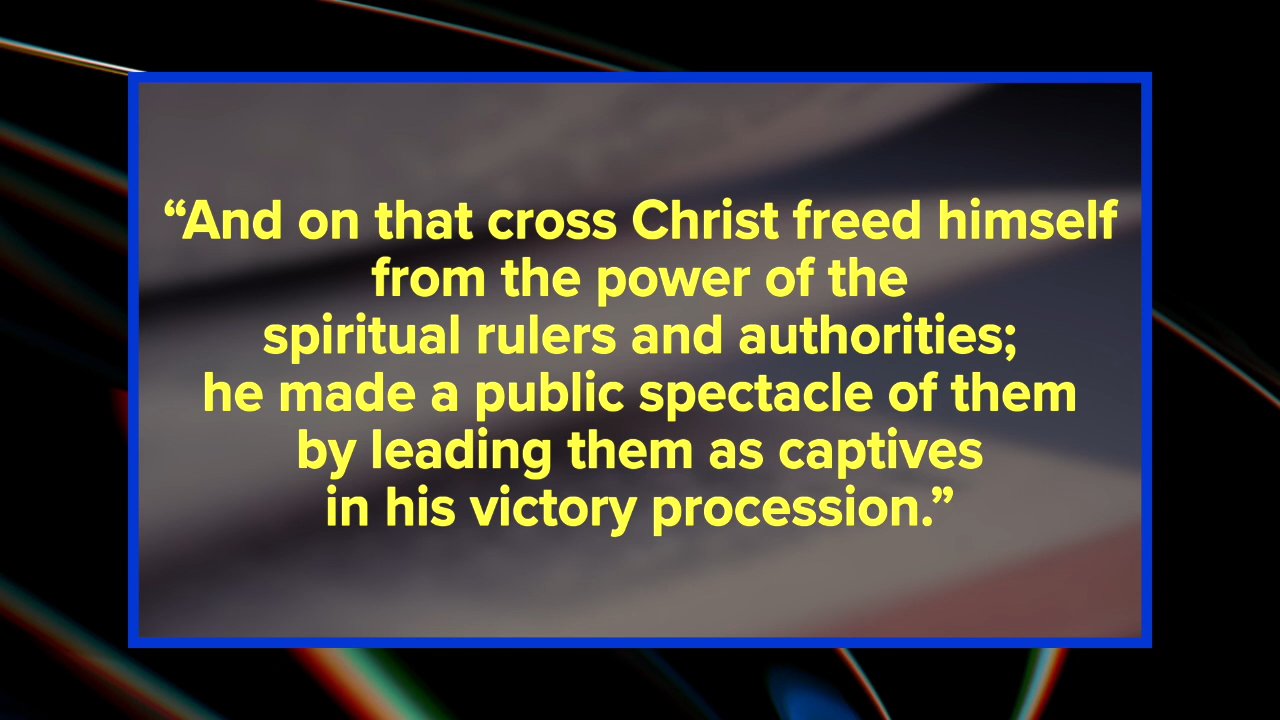 “And on that cross Christ freed himself
from the power of the
spiritual rulers and authorities;
he made a public spectacle of them
by leading them as captives
in his victory procession.”